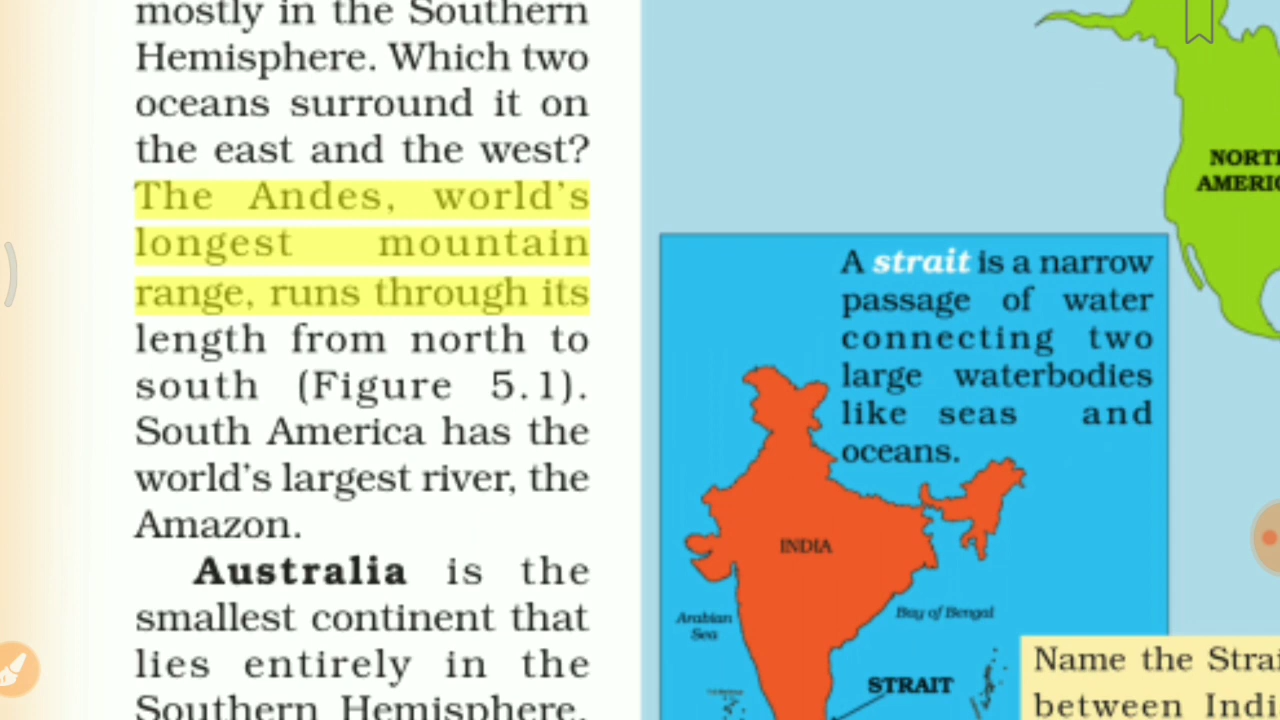 mostly in the Southern
Hemisphere. Which two
oceans surround it on
the east and the west?
The Andes, world's
longest mountain
range, runs through its
length from north to
south (Figure 5.1).
South America has the
world's largest river, the
Amazon.
Australia is the
smallest continent that
lies entirely in the
Southern Hemisphere.
NORTH
AMERIC
A strait is a narrow
passage of water
connecting two
large waterbodies
like seas and
oceans.
INDIA
Arabian
Sea
Bay of Bengal
STRAIT
Name the Strai
between Indi